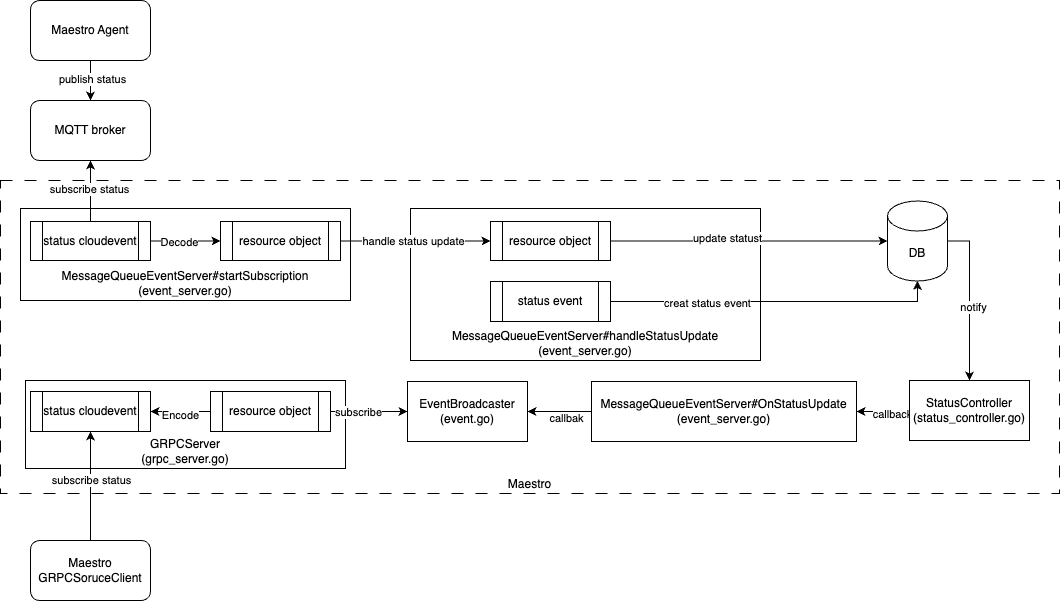 Maestro Agent
publish status
MQTT broker
subscribe status
status cloudevent
Decode
resource object
handle status update
resource object
update statust
DB
MessageQueueEventServer#startSubscription
(event_server.go)
status event
creat status event
notify
MessageQueueEventServer#handleStatusUpdate
(event_server.go)
status cloudevent
Encode
resource object
subscribe
EventBroadcaster
(event.go)
callbak
MessageQueueEventServer#OnStatusUpdate
(event_server.go)
callback
StatusController
(status_controller.go)
GRPCServer
(grpc_server.go)
subscribe status
Maestro
Maestro
GRPCSoruceClient